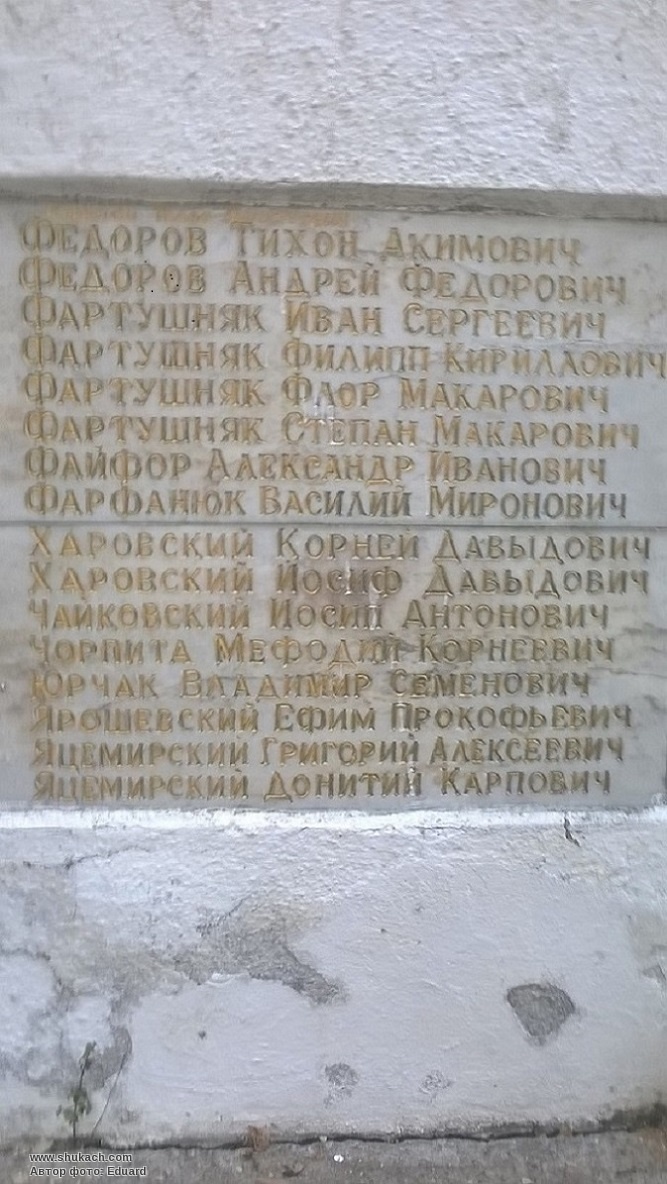 ФЕДОРОВ ТИХОН АКИМОВИЧ
ФЕДОРОВ АНДРЕЙ ФЕДОРОВИЧ
ФАРТУШНЯК ИВАН СЕРГЕЕВИЧ
ФАРТУШНЯК ФИЛИПП КИРИЛЛОВИЧ
ФАРТУШНЯК ФЛОР МАКАРОВИЧ
ФАРТУШНЯК СТЕПАН МАКАРОВИЧ
ФАЙФОР АЛЕКСАНДР ИВАНОВИЧ
ФАРФАНЮК ВАСИЛИЙ МИРОНОВИЧ
ХАРОВСКИЙ КОРНЕЙ ДАВЫДОВИЧ
ХАРОВСКИЙ ИОСИФ ДАВЫДОВИЧ
ЧАЙКОВСКИЙ ИОСИП АНТОНОВИЧ
ЧОРПИТА МЕФОДИЙ КОРНЕЕВИЧ
ЮРЧАК ВЛАДИМИР СЕМЕНОВИЧ
ЯРОШЕВСКИЙ ЕФИМ ПРОКОФЬЕВИЧ
ЯЦЕМИРСКИЙ ГРИГОРИЙ АЛЕКСЕЕВИЧ
ЯЦЕМИРСКИЙ ДОНИТИЙ КАРПОВИЧ
www.shukach.com
Автор фото: Eduard